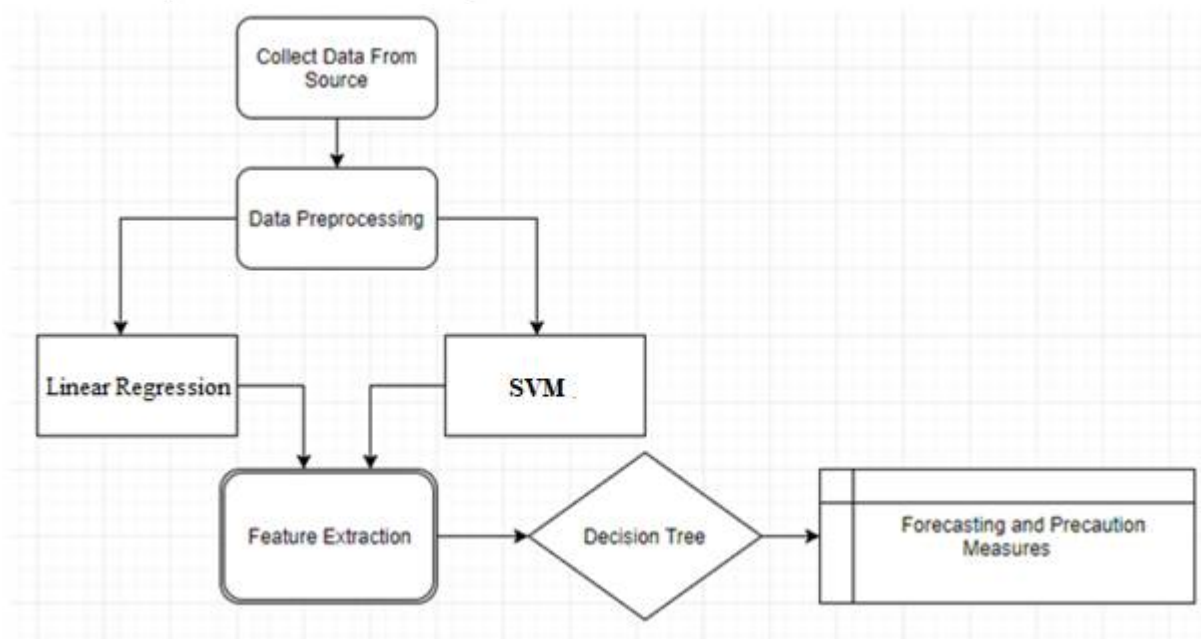 Collect Data From
Source
Data Preprocessing
Linear Regression
SVM
Feature Extraction
Decision Tree
Forecasting and Precaution
Measures